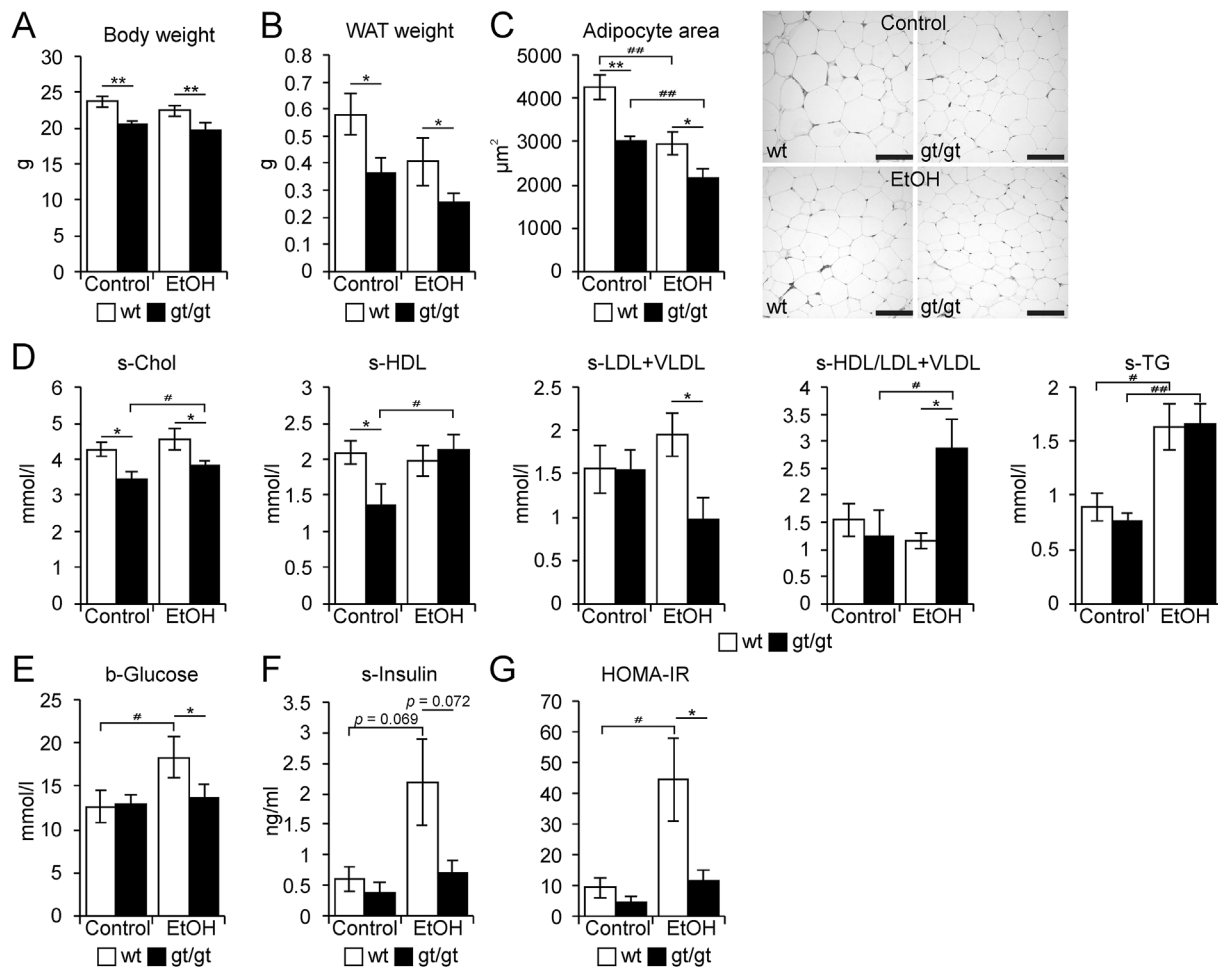 A
Body weight
25
20
15
10
5
0
g
**
**
Control
EtOH
wt
gt/gt
B
WAT weight
0.8
0.7
0.6
0.5
0.4
0.3
0.2
0.1
0
g
*
*
Control
EtOH
wt
gt/gt
C
Adipocyte area
5000
4000
3000
2000
1000
0
µm²
##
**
##
*
Control
EtOH
wt
gt/gt
Control
wt
gt/gt
EtOH
wt
gt/gt
D
s-Chol
6
5
4
3
2
1
0
mmol/l
#
*
*
Control
EtOH
s-HDL
3
2.5
2
1.5
1
0.5
0
mmol/l
#
*
Control
EtOH
s-LDL+VLDL
2.5
2
1.5
1
0.5
0
mmol/l
*
Control
EtOH
s-HDL/LDL+VLDL
4
3.5
3
2.5
2
1.5
1
0.5
0
mmol/l
#
*
Control
EtOH
s-TG
2
1.5
1
0.5
0
mmol/l
#
##
Control
EtOH
wt
gt/gt
E
b-Glucose
25
20
15
10
5
0
mmol/l
#
*
Control
EtOH
wt
gt/gt
F
s-Insulin
3.5
3
2.5
2
1.5
1
0.5
0
ng/ml
p = 0.072
p = 0.069
Control
EtOH
wt
gt/gt
G
HOMA-IR
70
60
50
40
30
20
10
0
#
*
Control
EtOH
wt
gt/gt